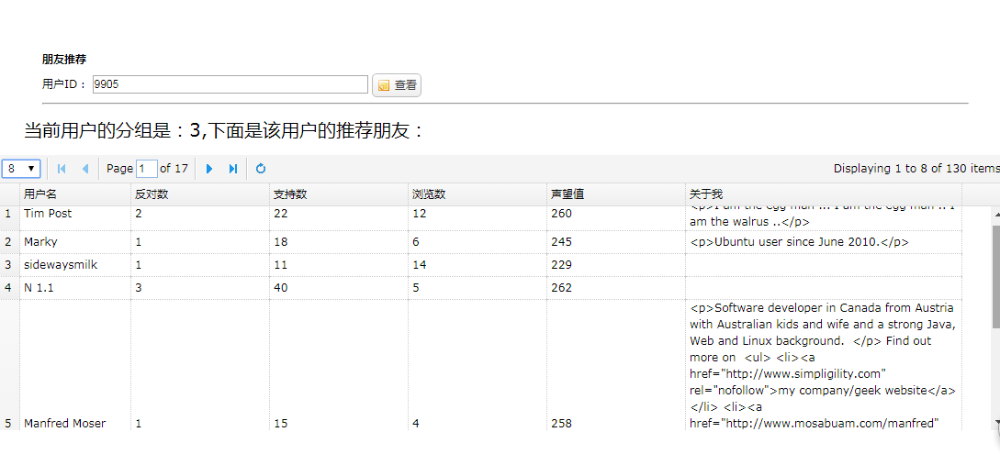 朋友推荐
用户ID： 9905 查看
当前用户的分组是：3,下面是该用户的推荐朋友：
8 Page 1 of 17 Displaying 1 to 8 of 130 items
用户名 反对数 支持数 浏览数 声望值 关于我
<p>I am the egg man ... I am the egg man .. I
1 Tim Post 2 22 12 260 am the walrus ..</p>
2 Marky 1 18 6 245 <p>Ubuntu user since June 2010.</p>
3 sidewaysmilk 1 11 14 229
4 N 1.1 3 40 5 262
<p>Software developer in Canada from Austria
with Australian kids and wife and a strong Java,
Web and Linux background. </p> Find out
more on <ul> <li><a
href="http://www.simpligility.com"
rel="nofollow">my company/geek website</a>
</li> <li><a
5 Manfred Moser 1 15 4 258 href="http://www.mosabuam.com/manfred"